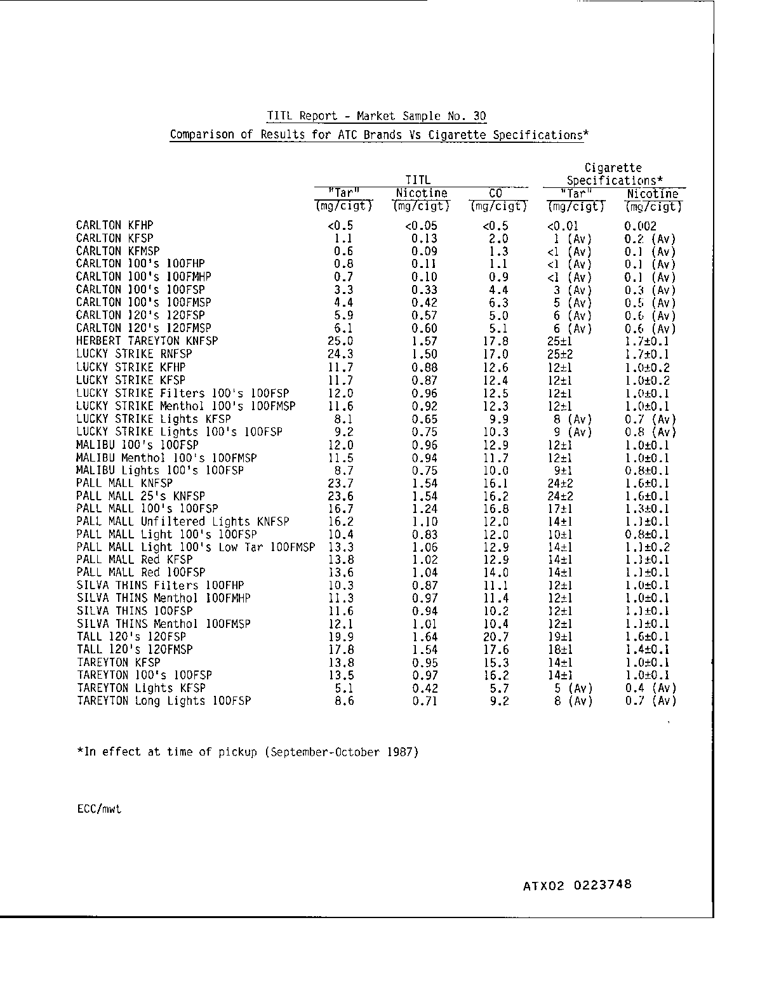 TITL Report - Market Sample No. 30
Comparison of Results for ATC Brands Vs Cigarette Specifications*
Cigarette
TITL Specifications*
"Tar" Nicotine CO "Tar" Nicotine
(mg/cigt) (mg/cigt) (mg/cigt) (mg/cigt) (mg/cigt)
CARLTON KFHP <0.5 <0.05 <0.5 <0.01 0.002
CARLTON KFSP 1.1 0.13 2.0 1 (Av) 0.2 (Av)
CARLTON KFMSP 0.6 0.09 1.3 <1 (Av) 0.1 (Av)
CARLTON 100's 100FHP 0.8 0.11 1.1 <1 (Av) 0.1 (Av)
CARLTON 100's 100FMHP 0.7 0.10 0.9 <1 (Av) 0.1 (Av)
CARLTON 100's 100FSP 3.3 0.33 4.4 3 (Av) 0.3 (Av)
CARLTON 100's 100FMSP 4.4 0.42 6.3 5 (Av) 0.5 (Av)
CARLTON 120's 120FSP 5.9 0.57 5.0 6 (Av) 0.6 (Av)
CARLTON 120's 120FMSP 6.1 0.60 5.1 6 (Av) 0.6 (Av)
HERBERT TAREYTON KNFSP 25.0 1.57 17.8 25±1 1.7±0.1
LUCKY STRIKE RNFSP 24.3 1.50 17.0 25±2 1.7±0.1
LUCKY STRIKE KFHP 11.7 0.88 12.6 12±1 1.0±0.2
LUCKY STRIKE KFSP 11.7 0.87 12.4 12±1 1.0±0.2
LUCKY STRIKE Filters 100's 100FSP 12.0 0.96 12.5 12±1 1.0±0.1
LUCKY STRIKE Menthol 100's 100FMSP 11.6 0.92 12.3 12±1 1.0±0.1
LUCKY STRIKE Lights KFSP 8.1 0.65 9.9 8 (Av) 0.7 (Av)
LUCKY STRIKE Lights 100's 100FSP 9.2 0.75 10.3 9 (Av) 0.8 (Av)
MALIBU 100's 100FSP 12.0 0.96 12.9 12±1 1.0±0.1
MALIBU Menthol 100's 100FMSP 11.5 0.94 11.7 12±1 1.0±0.1
MALIBU Lights 100's 100FSP 8.7 0.75 10.0 9±1 0.8±0.1
PALL MALL KNFSP 23.7 1.54 16.1 24±2 1.6±0.1
PALL MALL 25's KNFSP 23.6 1.54 16.2 24±2 1.6±0.1
PALL MALL 100's 100FSP 16.7 1.24 16.8 17±1 1.3±0.1
PALL MALL Unfiltered Lights KNFSP 16.2 1.10 12.0 14±1 1.1±0.1
PALL MALL Light 100's 100FSP 10.4 0.83 12.0 10±1 0.8±0.1
PALL MALL Light 100's Low Tar 100FMSP 13.3 1.06 12.9 14±1 1.1±0.2
PALL MALL Red KFSP 13.8 1.02 12.9 14±1 1.1±0.1
PALL MALL Red 100FSP 13.6 1.04 14.0 14±1 1.1±0.1
SILVA THINS Filters 100FHP 10.3 0.87 11.1 12±1 1.0±0.1
SILVA THINS Menthol 100FMHP 11.3 0.97 11.4 12±1 1.0±0.1
SILVA THINS 100FSP 11.6 0.94 10.2 12±1 1.1±0.1
SILVA THINS Menthol 100FMSP 12.1 1.01 10.4 12±1 1.1±0.1
TALL 120's 120FSP 19.9 1.64 20.7 19±1 1.6±0.1
TALL 120's 120FMSP 17.8 1.54 17.6 18±1 1.4±0.1
TAREYTON KFSP 13.8 0.95 15.3 14±1 1.0±0.1
TAREYTON 100's 100FSP 13.5 0.97 16.2 14±1 1.0±0.1
TAREYTON Lights KFSP 5.1 0.42 5.7 5 (Av) 0.4 (Av)
TAREYTON Long Lights 100FSP 8.6 0.71 9.2 8 (Av) 0.7 (Av)
*In effect at time of pickup (September-October 1987)
ECC/mwt
ATX02 0223748